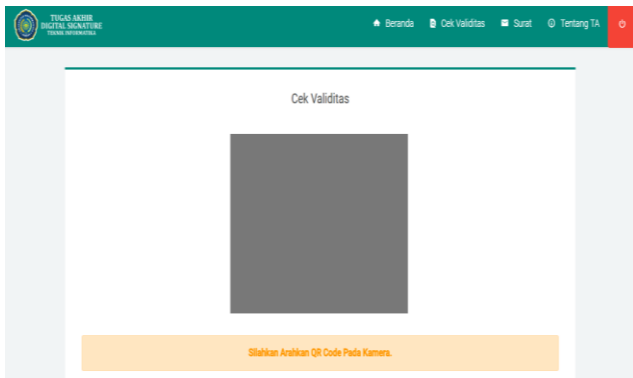 TUGAS AKHIR
DIGITAL SIGNATURE
TEKNIK INFORMATIKA
Beranda Cek Validitas Surat Tentang TA
Cek Validitas
Silahkan Arahkan QR Code Pada Kamera.